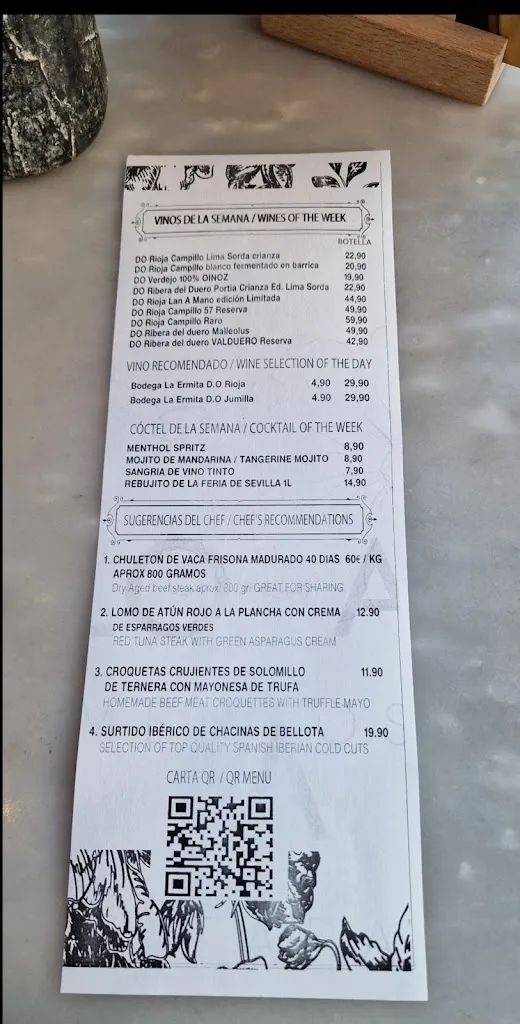 VINOS DE LA SEMANA / WINES OF THE WEEK
BOTELLA
DO Rioja Campillo Lima Sorda crianza 22,90
DO Rioja Campillo blanco fermentado en barrica 20,90
DO Verdejo 100% OINOZ 19,90
DO Ribera del Duero Portia Crianza Ed. Lima Sorda 22,90
DO Rioja Lan A Mano edición Limitada 44,90
DO Rioja Campillo 57 Reserva 49,90
DO Rioja Campillo Raro 59,90
DO Ribera del duero Malleolus 49,90
DO Ribera del duero VALDUERO Reserva 42,90
VINO RECOMENDADO / WINE SELECTION OF THE DAY
Bodega La Ermita D.O Rioja 4,90 29,90
Bodega La Ermita D.O Jumilla 4.90 29,90
CÓCTEL DE LA SEMANA / COCKTAIL OF THE WEEK
MENTHOL SPRITZ 8,90
MOJITO DE MANDARINA / TANGERINE MOJITO 8,90
SANGRIA DE VINO TINTO 7,90
REBUJITO DE LA FERIA DE SEVILLA 1L 14,90
SUGERENCIAS DEL CHEF / CHEF'S RECOMMENDATIONS
1. CHULETON DE VACA FRISONA MADURADO 40 DIAS 60€ / KG
APROX 800 GRAMOS
Dry Aged beef steak aprox. 800 gr. GREAT FOR SHARING
2. LOMO DE ATÚN ROJO A LA PLANCHA CON CREMA 12.90
DE ESPARRAGOS VERDES
RED TUNA STEAK WITH GREEN ASPARAGUS CREAM
3. CROQUETAS CRUJIENTES DE SOLOMILLO 11.90
DE TERNERA CON MAYONESA DE TRUFA
HOMEMADE BEEF MEAT CROQUETTES WITH TRUFFLE MAYO
4. SURTIDO IBÉRICO DE CHACINAS DE BELLOTA 19.90
SELECTION OF TOP QUALITY SPANISH IBERIAN COLD CUTS
CARTA QR / QR MENU